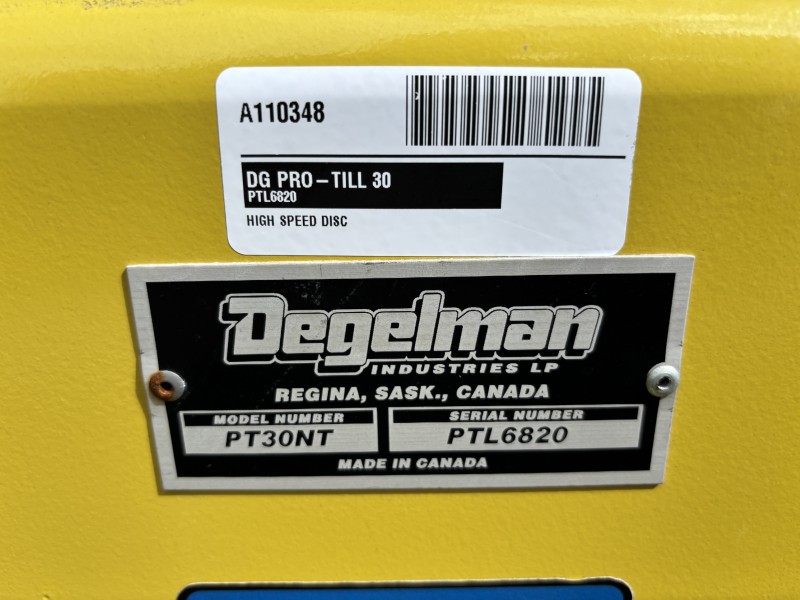 A110348
DG PRO-TILL 30
PTL6820
HIGH SPEED DISC
Degelman
INDUSTRIES LP
REGINA, SASK., CANADA
MODEL NUMBER
PT30NT
SERIAL NUMBER
PTL6820
MADE IN CANADA